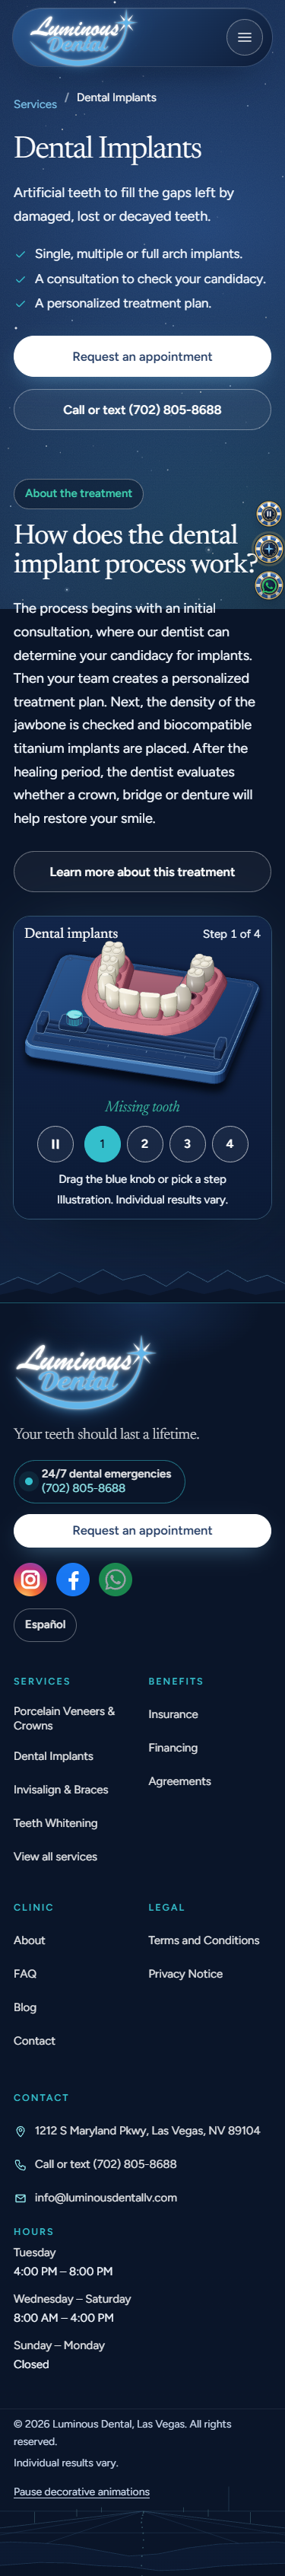 Luminous
Dental
Services / Dental Implants
Dental Implants
Artificial teeth to fill the gaps left by
damaged, lost or decayed teeth.
Single, multiple or full arch implants.
A consultation to check your candidacy.
A personalized treatment plan.
Request an appointment
Call or text (702) 805-8688
About the treatment
How does the dental
implant process work?
The process begins with an initial
consultation, where our dentist can
determine your candidacy for implants.
Then your team creates a personalized
treatment plan. Next, the density of the
jawbone is checked and biocompatible
titanium implants are placed. After the
healing period, the dentist evaluates
whether a crown, bridge or denture will
help restore your smile.
Learn more about this treatment
Dental implants
Step 1 of 4
Missing tooth
1 2 3 4
Drag the blue knob or pick a step
Illustration. Individual results vary.
Luminous
Dental
Your teeth should last a lifetime.
24/7 dental emergencies
(702) 805-8688
Request an appointment
Español
SERVICES
Porcelain Veneers &
Crowns
Dental Implants
Invisalign & Braces
Teeth Whitening
View all services
BENEFITS
Insurance
Financing
Agreements
CLINIC
About
FAQ
Blog
Contact
LEGAL
Terms and Conditions
Privacy Notice
CONTACT
1212 S Maryland Pkwy, Las Vegas, NV 89104
Call or text (702) 805-8688
info@luminousdentallv.com
HOURS
Tuesday
4:00 PM – 8:00 PM
Wednesday – Saturday
8:00 AM – 4:00 PM
Sunday – Monday
Closed
© 2026 Luminous Dental, Las Vegas. All rights
reserved.
Individual results vary.
Pause decorative animations